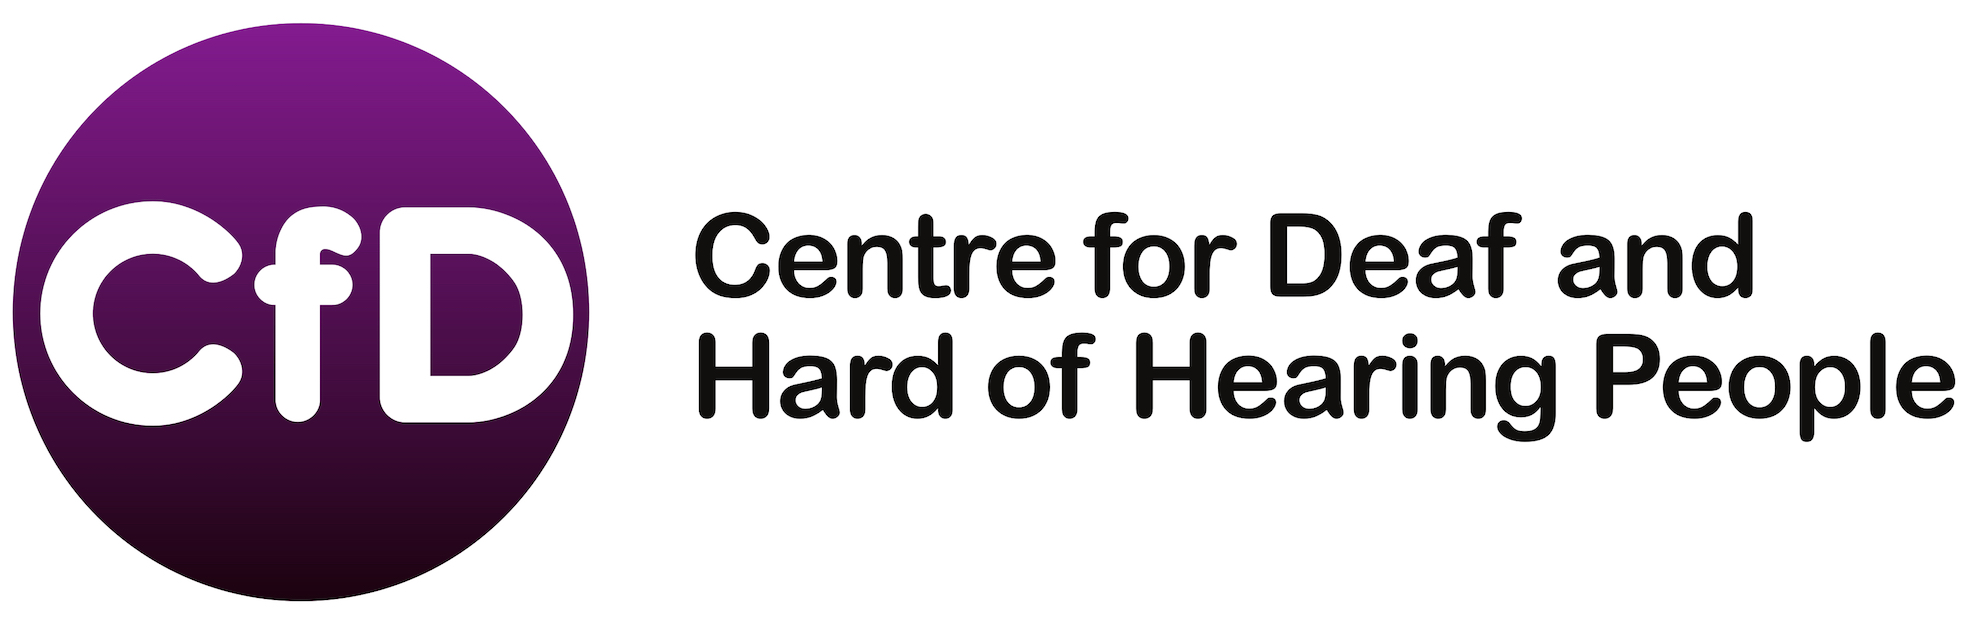 CfD
Centre for Deaf and
Hard of Hearing People